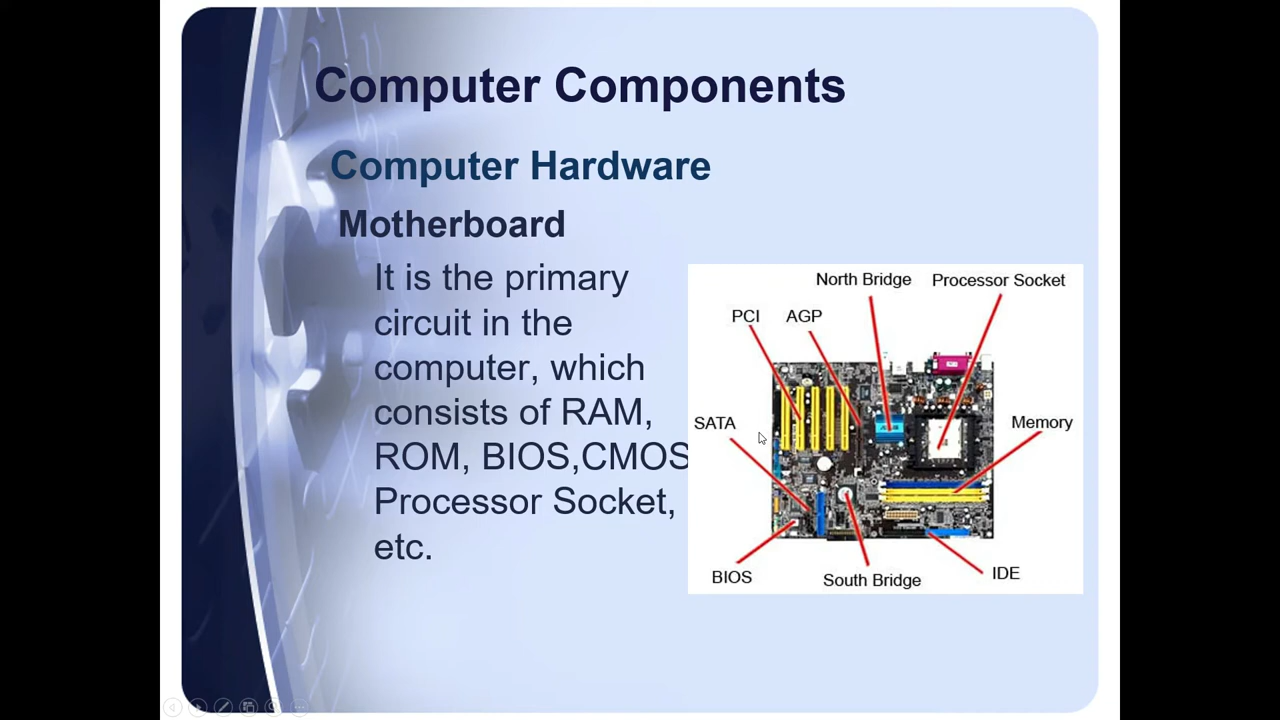 Computer Components
Computer Hardware
Motherboard
It is the primary
circuit in the
computer, which
consists of RAM,
ROM, BIOS,CMOS
Processor Socket,
etc.
North Bridge
Processor Socket
PCI
AGP
SATA
Memory
BIOS
South Bridge
IDE